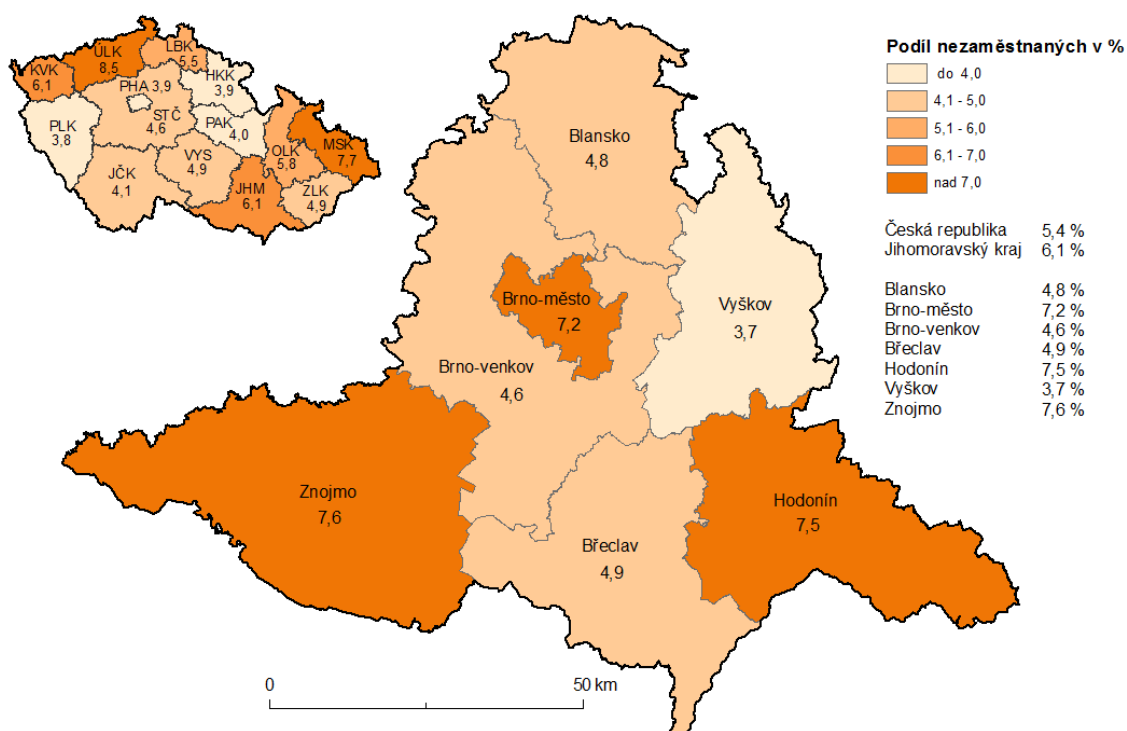 ÚLK
8,5
LBK
5,5
KVK
6,1
HKK
3,9
PHA 3,9
STČ
4,6
PAK
4,0
PLK
3,8
MSK
7,7
OLK
5,8
VYS
4,9
JČK
4,1
JHM
6,1
ZLK
4,9
Podíl nezaměstnaných v %
do 4,0
4,1 - 5,0
5,1 - 6,0
6,1 - 7,0
nad 7,0
Česká republika 5,4 %
Jihomoravský kraj 6,1 %
Blansko 4,8 %
Brno-město 7,2 %
Brno-venkov 4,6 %
Břeclav 4,9 %
Hodonín 7,5 %
Vyškov 3,7 %
Znojmo 7,6 %
Blansko
4,8
Brno-město
7,2
Vyškov
3,7
Brno-venkov
4,6
Znojmo
7,6
Hodonín
7,5
Břeclav
4,9
0 50 km